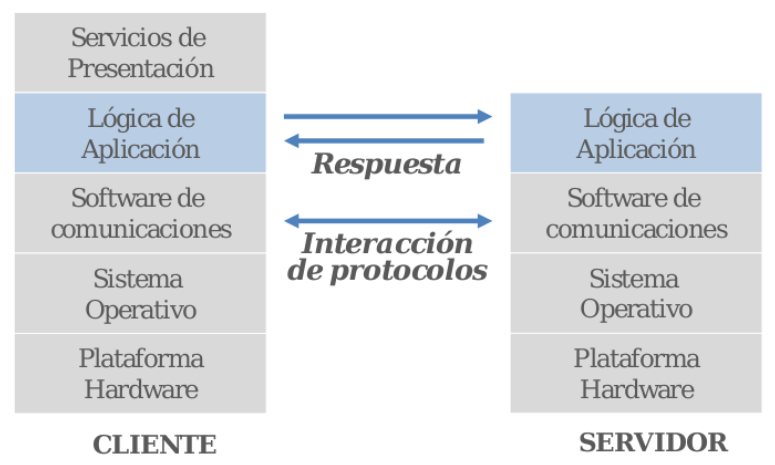 Servicios de
Presentación
Lógica de
Aplicación
Software de
comunicaciones
Sistema
Operativo
Plataforma
Hardware
CLIENTE
Respuesta
Interacción
de protocolos
Lógica de
Aplicación
Software de
comunicaciones
Sistema
Operativo
Plataforma
Hardware
SERVIDOR